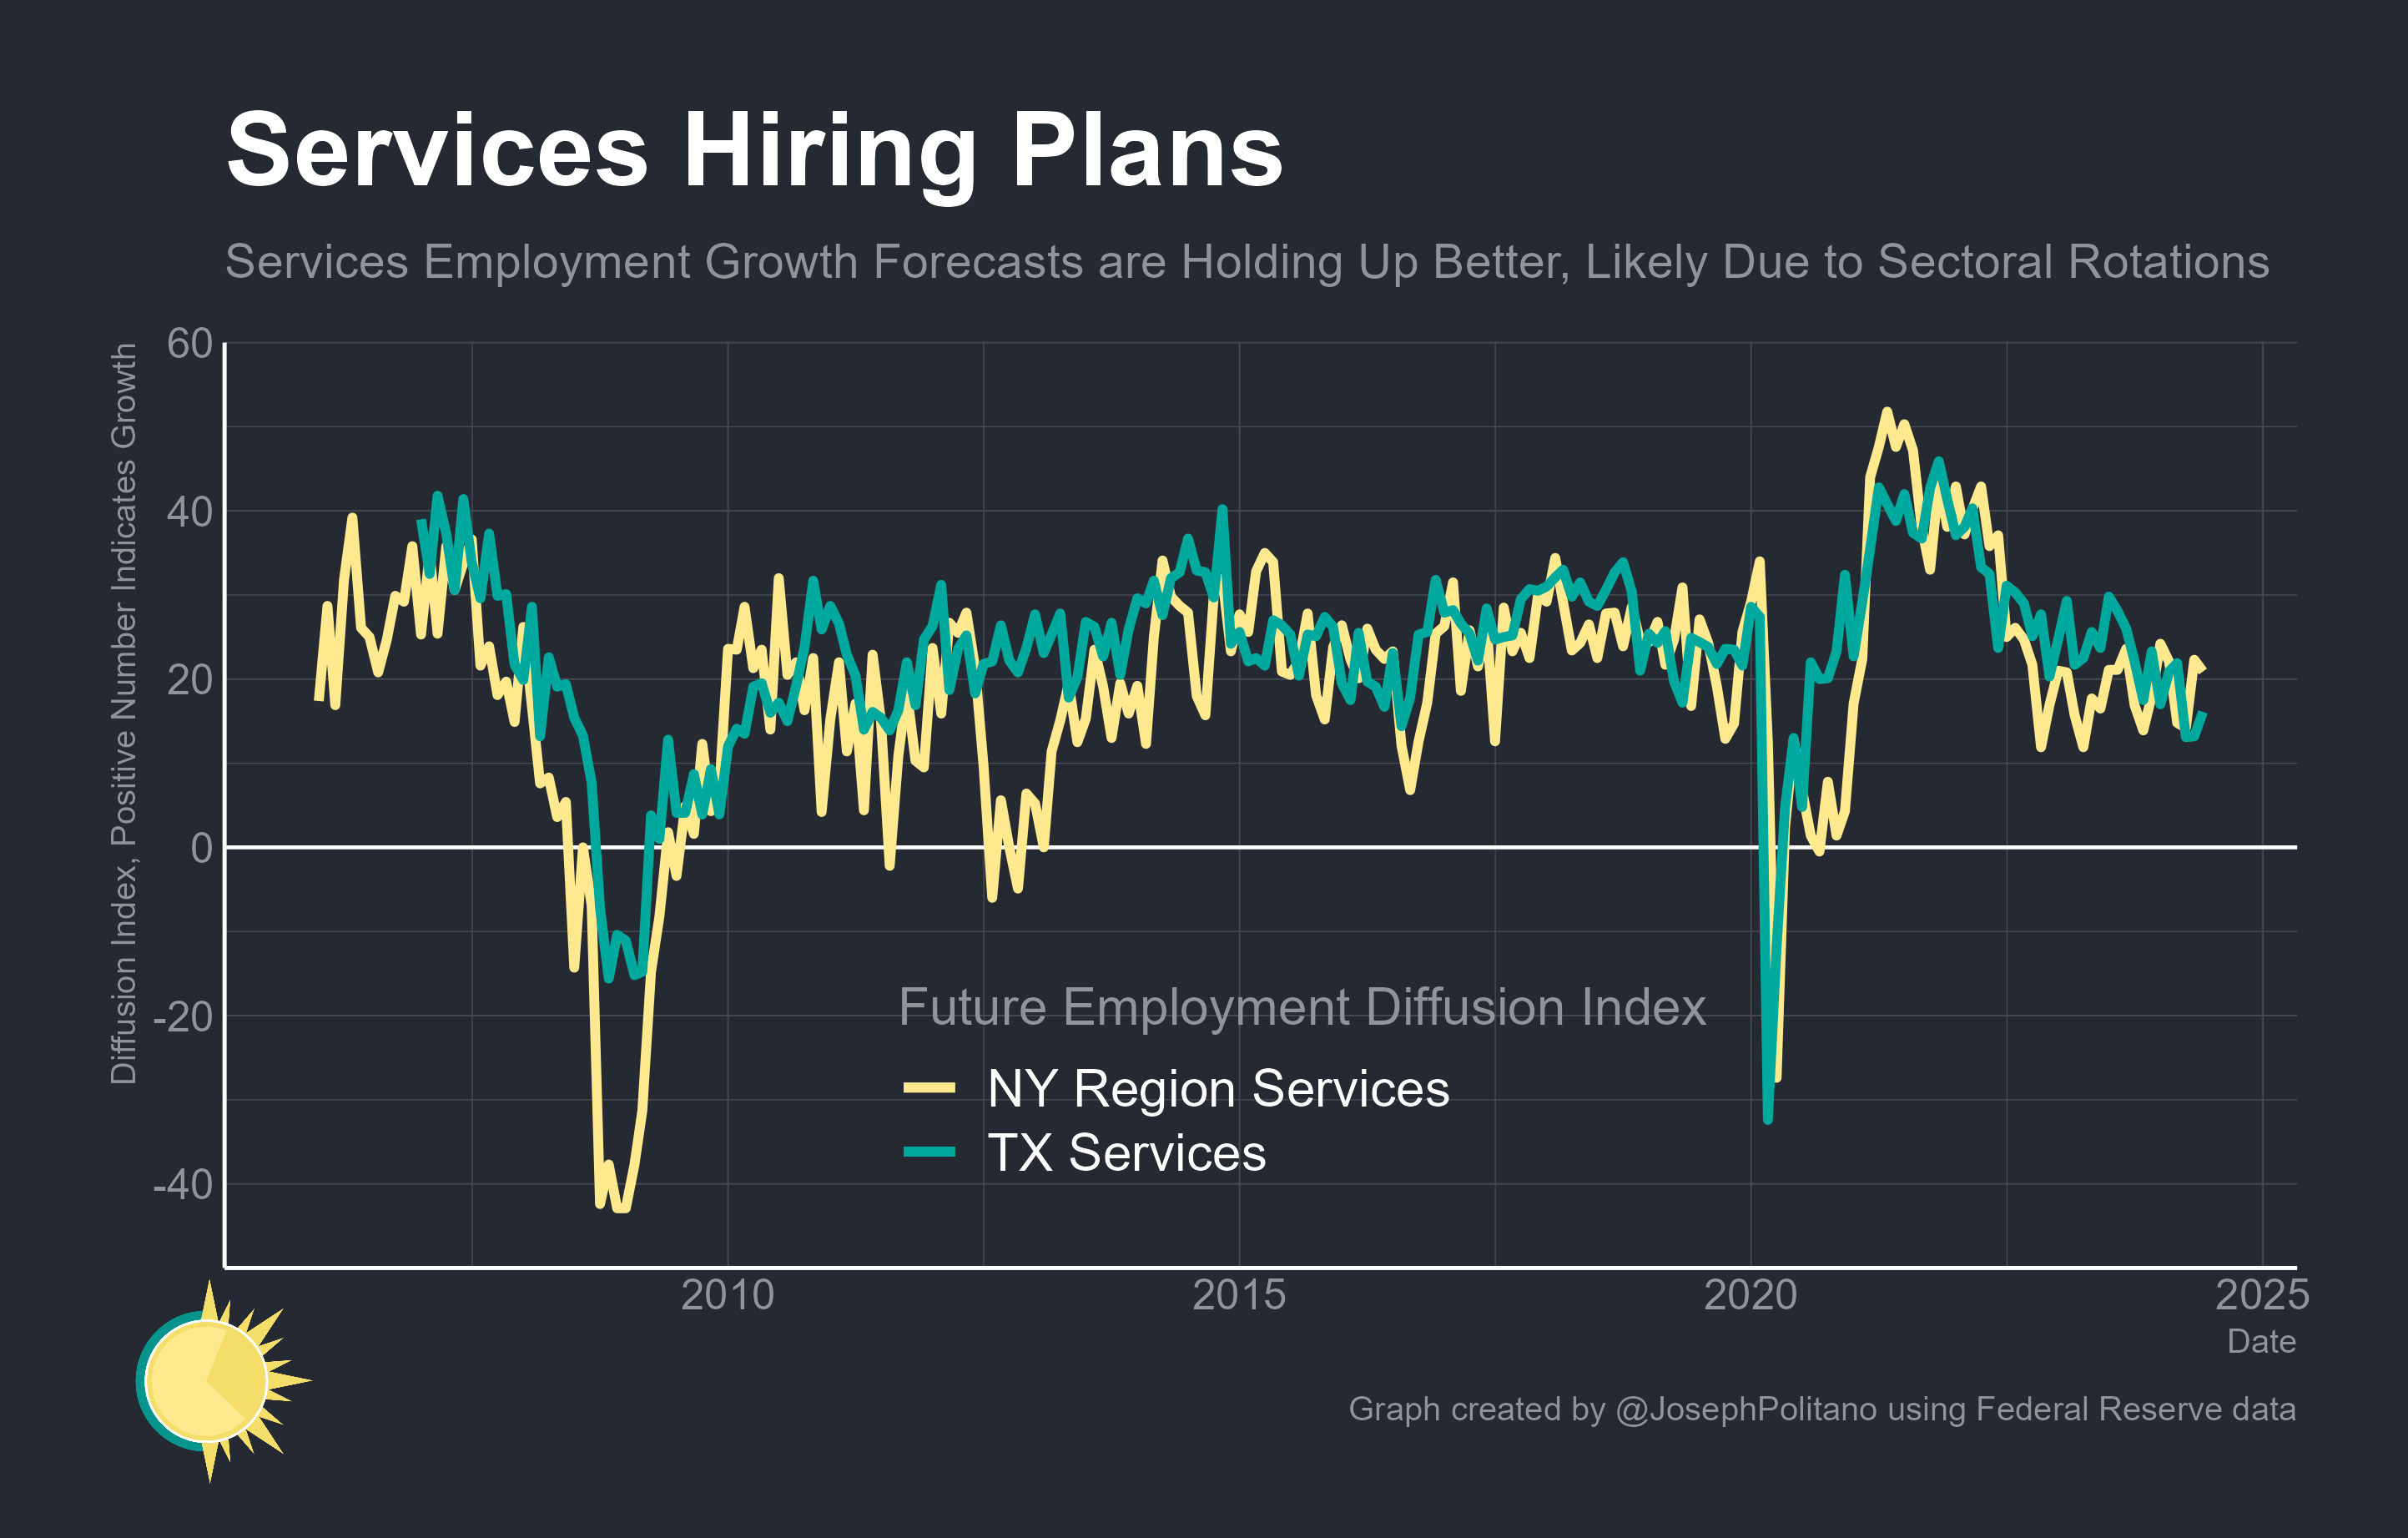 Services Hiring Plans
Services Employment Growth Forecasts are Holding Up Better, Likely Due to Sectoral Rotations
Diffusion Index, Positive Number Indicates Growth
60
40
20
0
-20
-40
Future Employment Diffusion Index
NY Region Services
TX Services
2010
2015
2020
2025
Date
Graph created by @JosephPolitano using Federal Reserve data